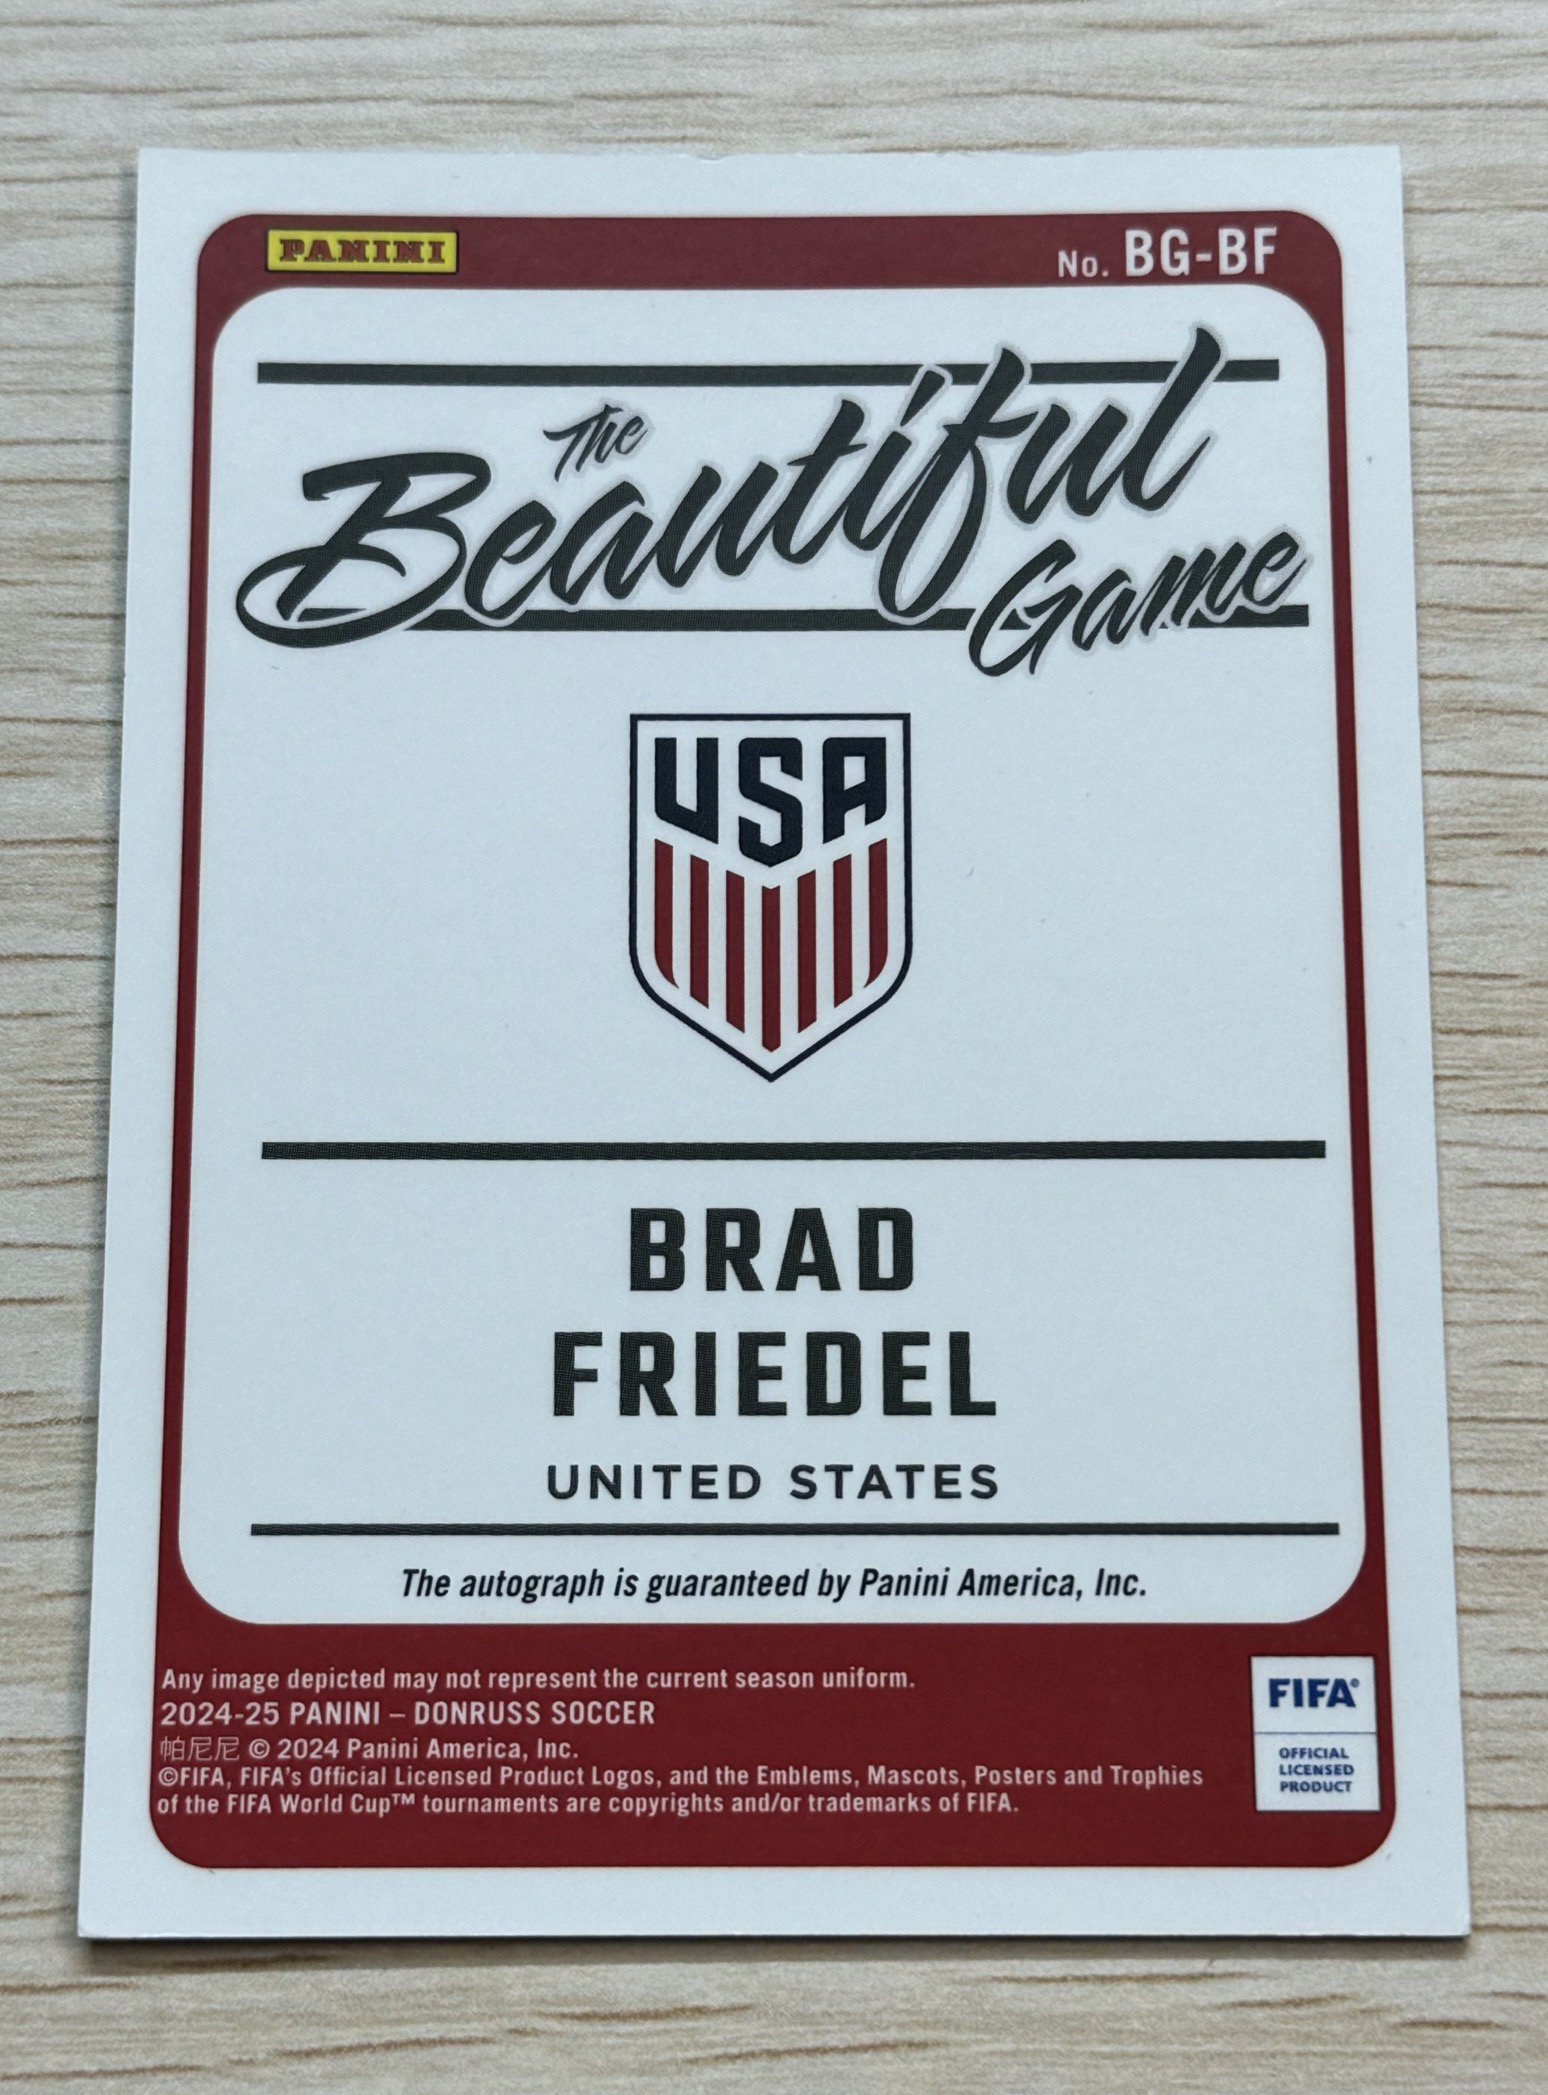 PANINI
No. BG-BF
The
Beautiful
Game
USA
BRAD
FRIEDEL
UNITED STATES
The autograph is guaranteed by Panini America, Inc.
Any image depicted may not represent the current season uniform.
2024-25 PANINI – DONRUSS SOCCER
帕尼尼 © 2024 Panini America, Inc.
©FIFA, FIFA's Official Licensed Product Logos, and the Emblems, Mascots, Posters and Trophies
of the FIFA World Cup™ tournaments are copyrights and/or trademarks of FIFA.
FIFA®
OFFICIAL
LICENSED
PRODUCT